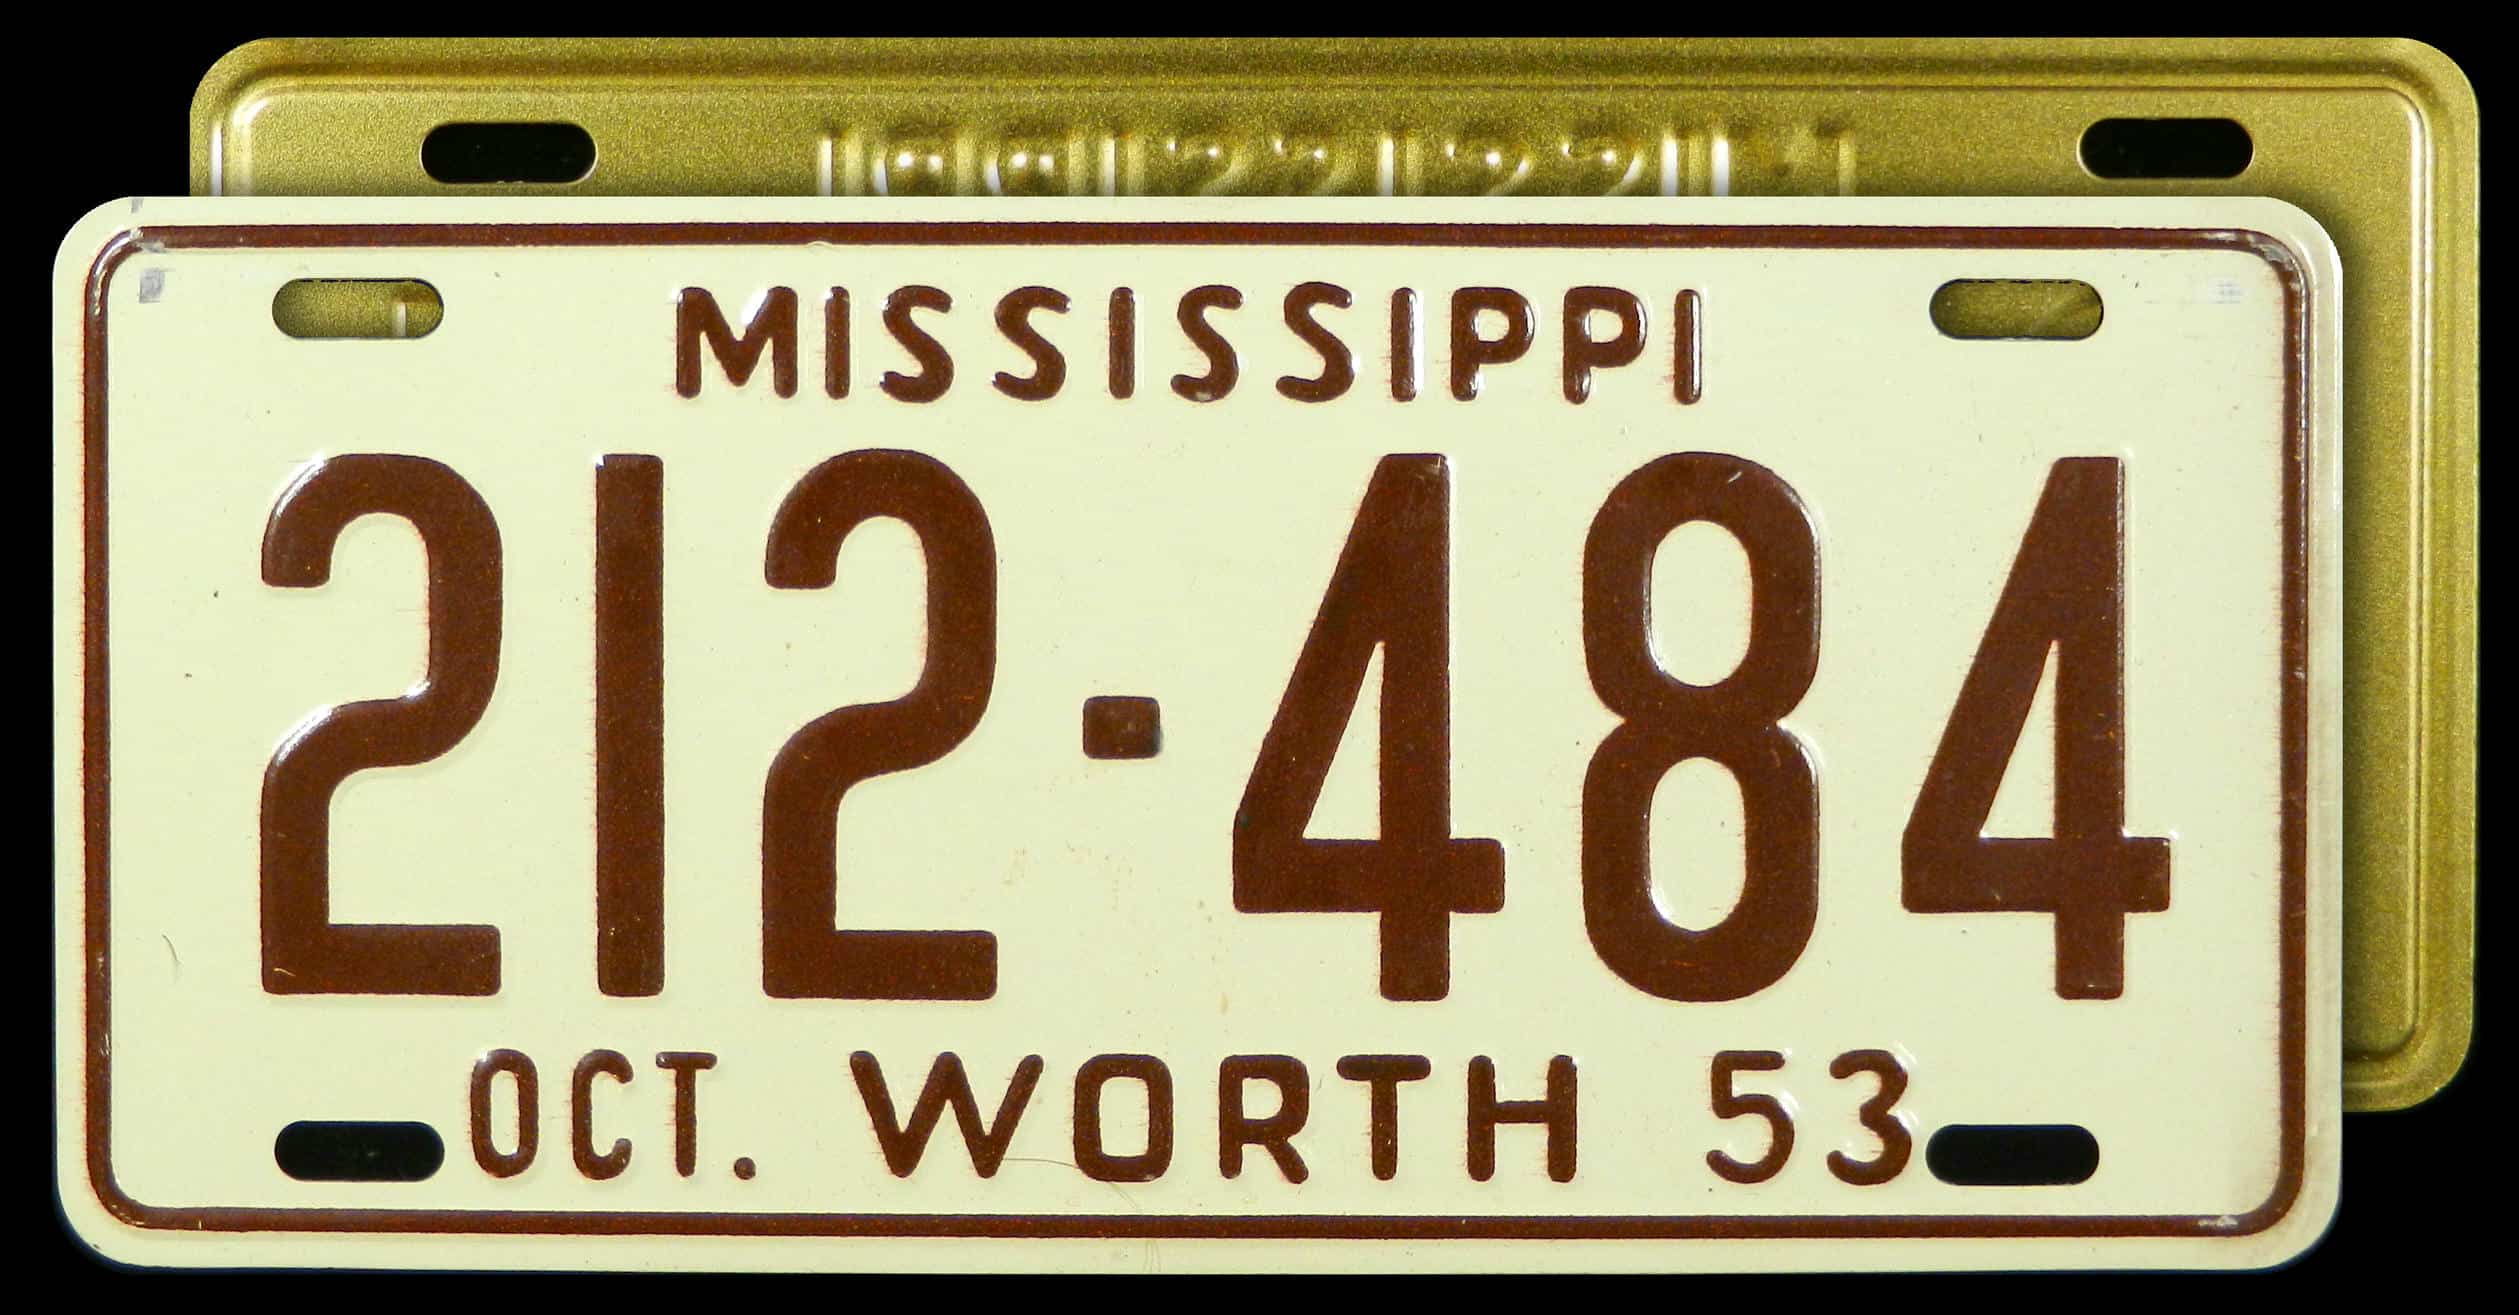 MISSISSIPPI
212-484
OCT. WORTH 53